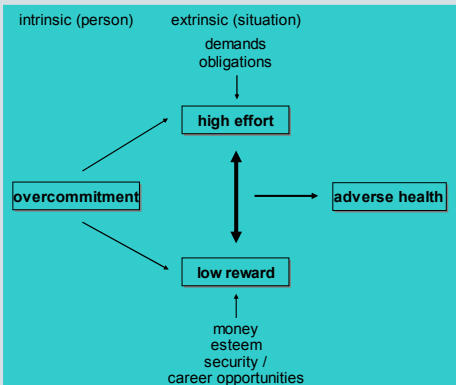 intrinsic (person) extrinsic (situation)
demands
obligations
high effort
overcommitment
adverse health
low reward
money
esteem
security /
career opportunities